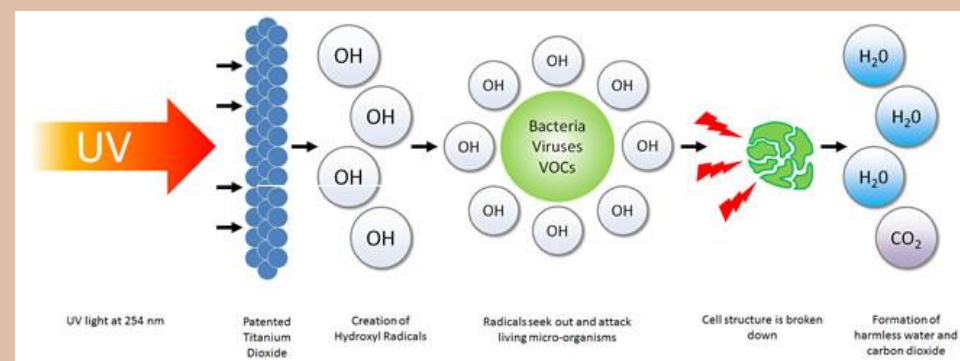 UV
OH
OH
OH
OH
OH
OH
OH
OH
OH
OH
OH
OH
Bacteria
Viruses
VOCs
H₂0
H₂0
H₂0
CO₂
UV light at 254 nm
Patented
Titanium
Dioxide
Creation of
Hydroxyl Radicals
Radicals seek out and attack
living micro-organisms
Cell structure is broken
down
Formation of
harmless water and
carbon dioxide